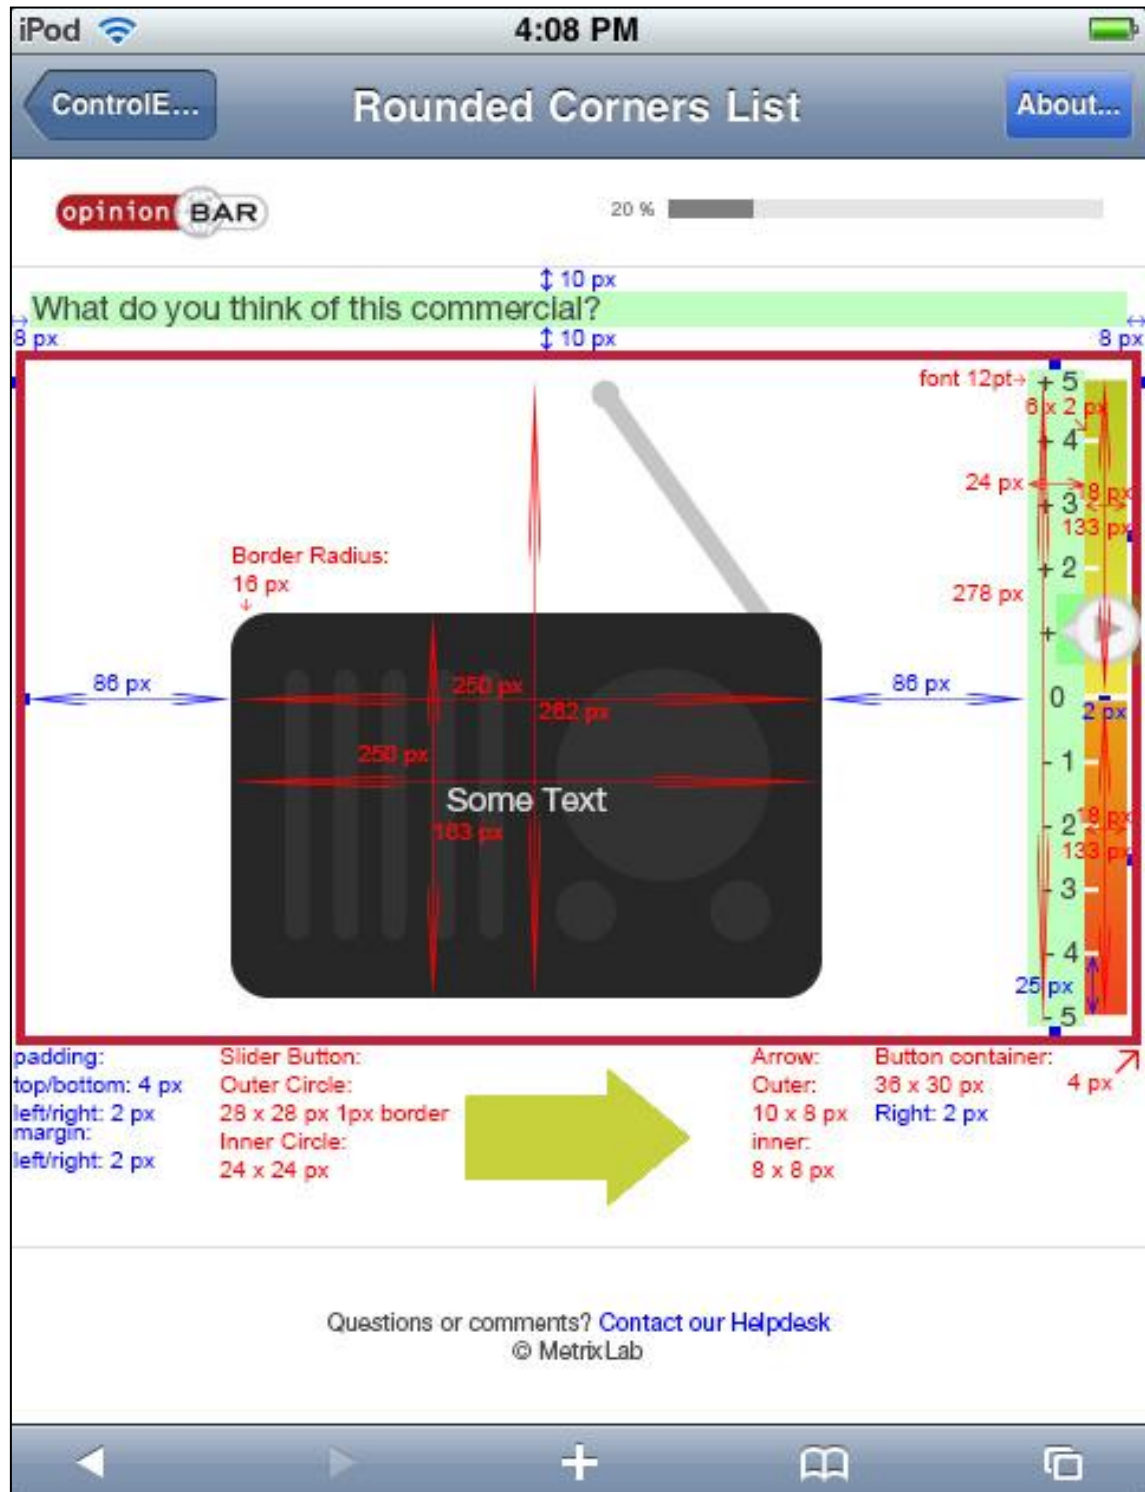 iPod 4:08 PM
ControlE... Rounded Corners List About...
opinion BAR 20 %
10 px
What do you think of this commercial?
8 px 10 px 8 px
font 12pt + 5
6 x 2 px
+ 4
24 px 18 px
+ 3
133 px
Border Radius:
+ 2
16 px
278 px
+
86 px 250 px 86 px
0
262 px 2 px
250 px
- 1
Some Text
18 px
- 2
183 px
133 px
- 3
- 4
25 px
- 5
padding:
top/bottom: 4 px
left/right: 2 px
margin:
left/right: 2 px
Slider Button:
Outer Circle:
28 x 28 px 1px border
Inner Circle:
24 x 24 px
Arrow:
Outer:
10 x 8 px
inner:
8 x 8 px
Button container:
36 x 30 px
Right: 2 px
4 px
Questions or comments? Contact our Helpdesk
© MetrixLab